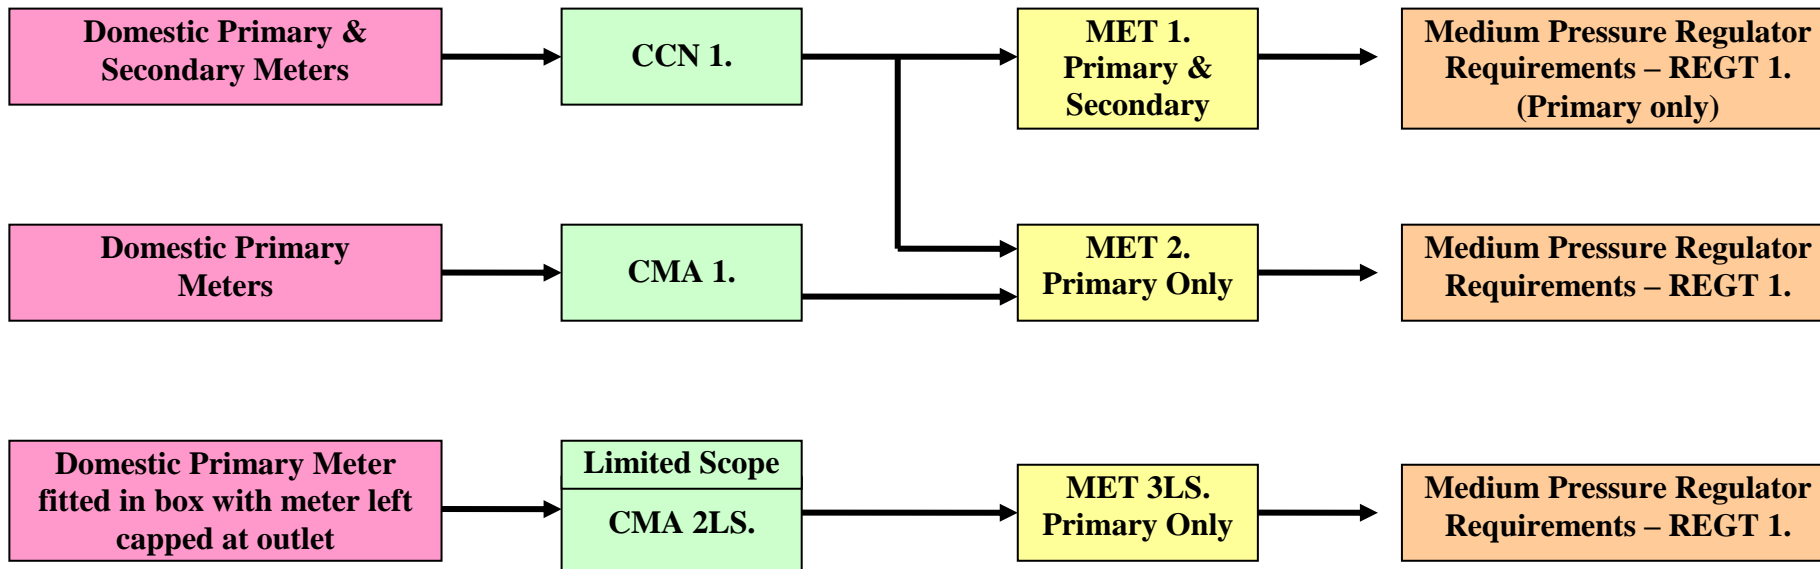 Domestic Primary &
Secondary Meters
CCN 1.
MET 1.
Primary &
Secondary
Medium Pressure Regulator
Requirements – REGT 1.
(Primary only)
Domestic Primary
Meters
CMA 1.
MET 2.
Primary Only
Medium Pressure Regulator
Requirements – REGT 1.
Domestic Primary Meter
fitted in box with meter left
capped at outlet
Limited Scope
CMA 2LS.
MET 3LS.
Primary Only
Medium Pressure Regulator
Requirements – REGT 1.